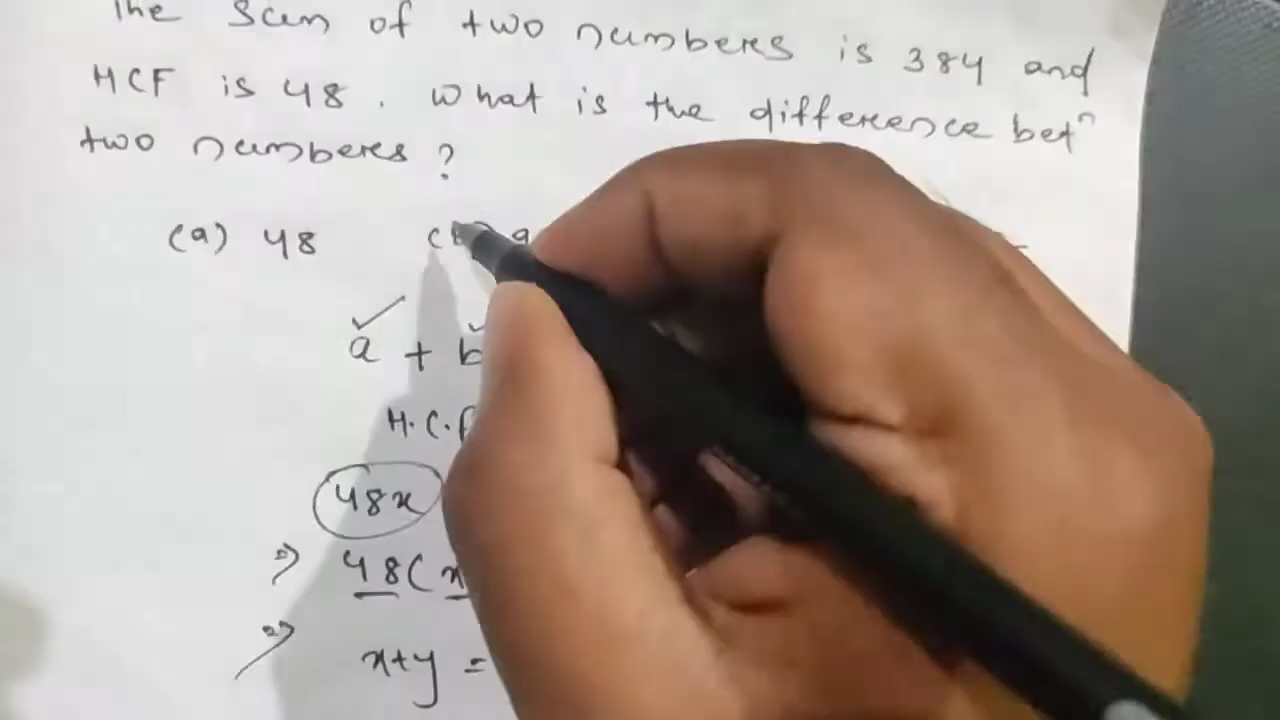 The Sum of two numbers is 384 and
HCF is 48. What is the difference betⁿ
two numbers?
(a) 48
a + b
H.C.F
48x
⇒ 48(x
⇒ x+y =